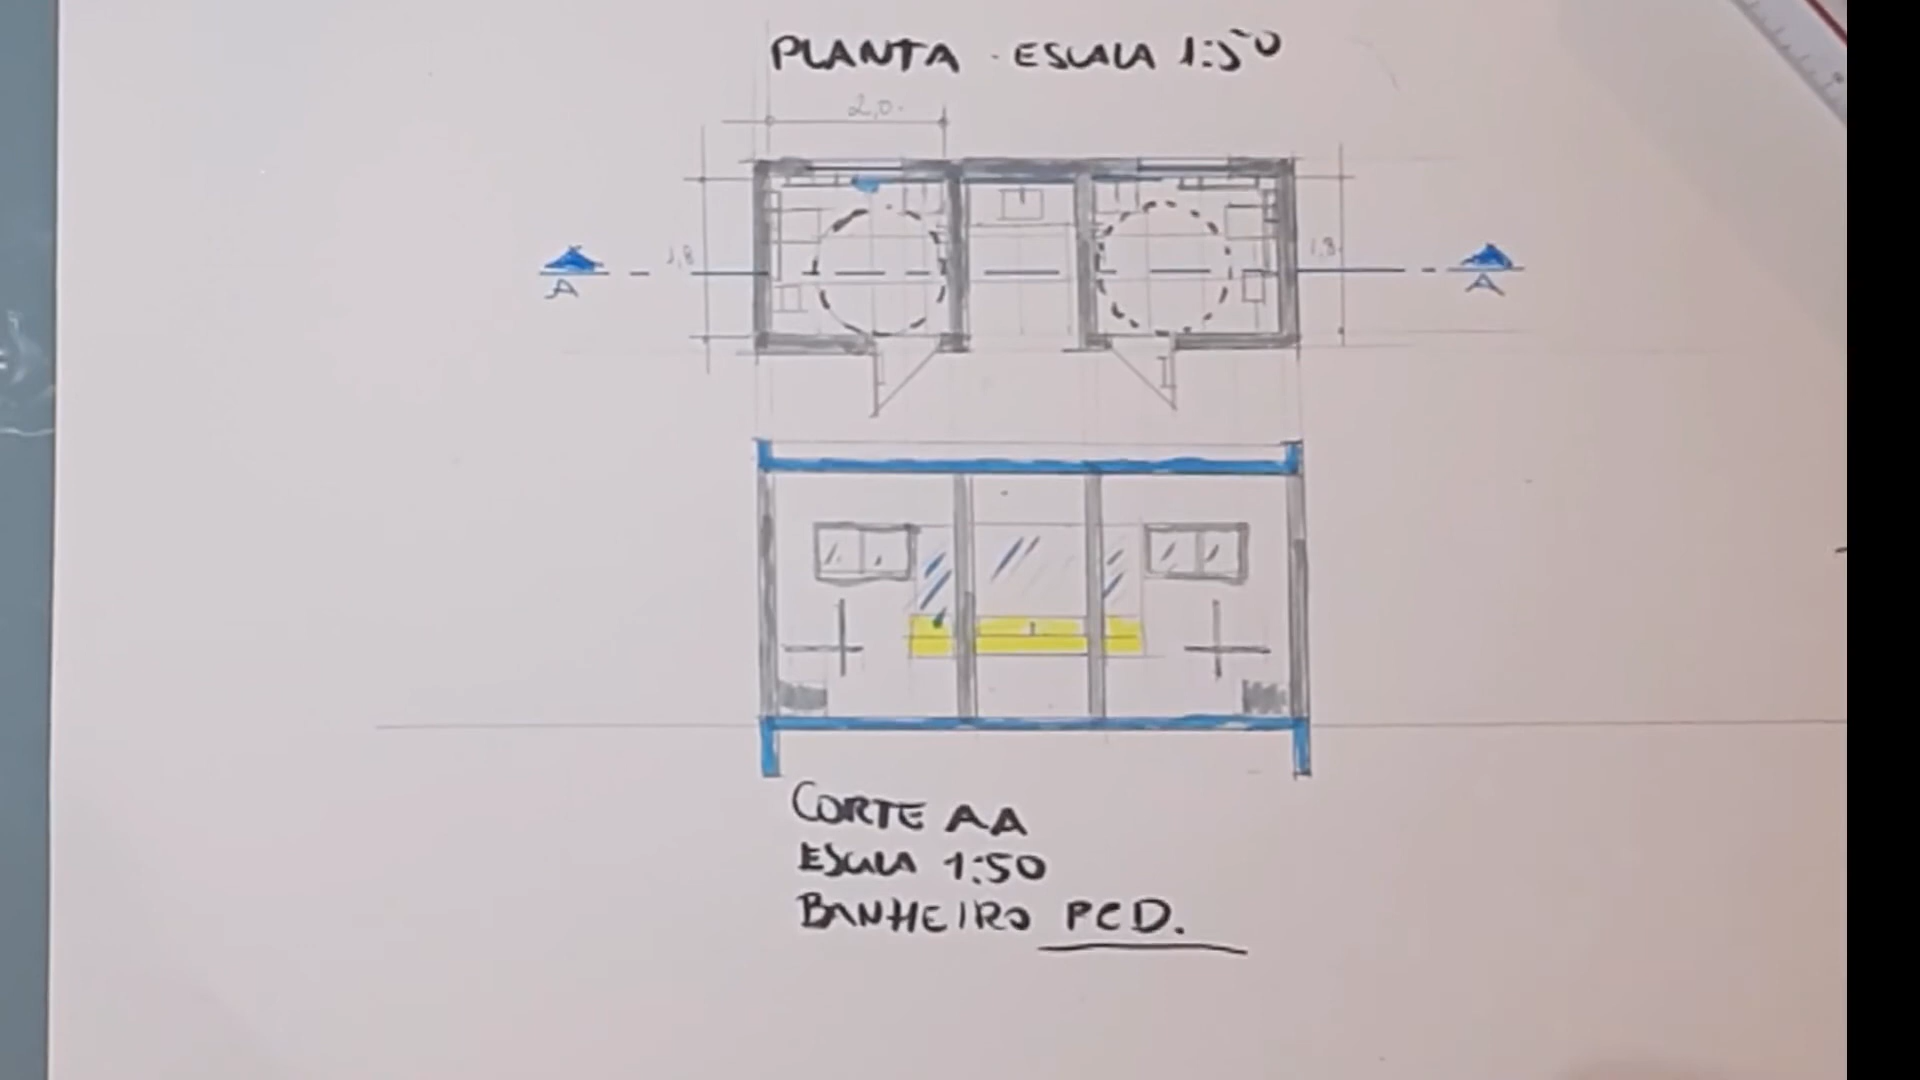 PLANTA - ESCALA 1:50
2,0
1,8
1,8
A
A
CORTE AA
ESCALA 1:50
BANHEIRO PCD.